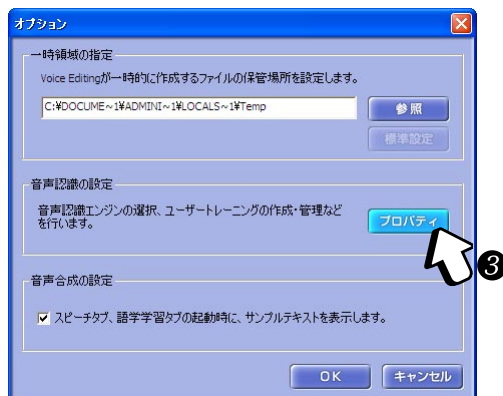 オプション
一時領域の指定
Voice Editingが一時的に作成するファイルの保管場所を設定します。
C:¥DOCUME~1¥ADMINI~1¥LOCALS~1¥Temp
参照
標準設定
音声認識の設定
音声認識エンジンの選択、ユーザートレーニングの作成・管理など
を行います。
プロパティ
❸
音声合成の設定
スピーチタブ、語学学習タブの起動時に、サンプルテキストを表示します。
OK
キャンセル